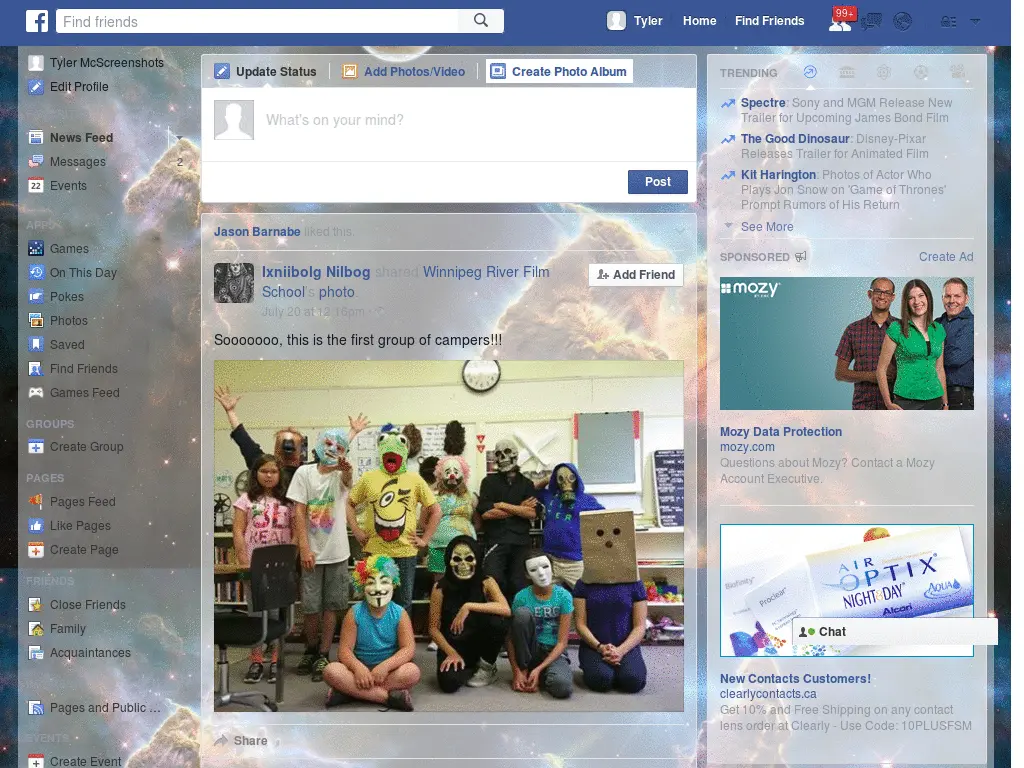 Find friends
Tyler
Home
Find Friends
99+
Tyler McScreenshots
Edit Profile
News Feed
Messages
2
22
Events
APPS
Games
On This Day
Pokes
Photos
Saved
Find Friends
Games Feed
GROUPS
Create Group
PAGES
Pages Feed
Like Pages
Create Page
FRIENDS
Close Friends
Family
Acquaintances
Pages and Public ...
EVENTS
Create Event
Update Status
Add Photos/Video
Create Photo Album
What's on your mind?
Post
Jason Barnabe liked this.
Ixniibolg Nilbog shared Winnipeg River Film
School's photo.
July 20 at 12:16pm
Add Friend
Sooooooo, this is the first group of campers!!!
Share
TRENDING
Spectre: Sony and MGM Release New
Trailer for Upcoming James Bond Film
The Good Dinosaur: Disney-Pixar
Releases Trailer for Animated Film
Kit Harington: Photos of Actor Who
Plays Jon Snow on 'Game of Thrones'
Prompt Rumors of His Return
See More
SPONSORED
Create Ad
mozy
Mozy Data Protection
mozy.com
Questions about Mozy? Contact a Mozy
Account Executive.
Biofinity
Proclear
AIR
OPTIX
NIGHT&DAY
AQUA
Alcon
Chat
New Contacts Customers!
clearlycontacts.ca
Get 10% and Free Shipping on any contact
lens order at Clearly - Use Code: 10PLUSFSM